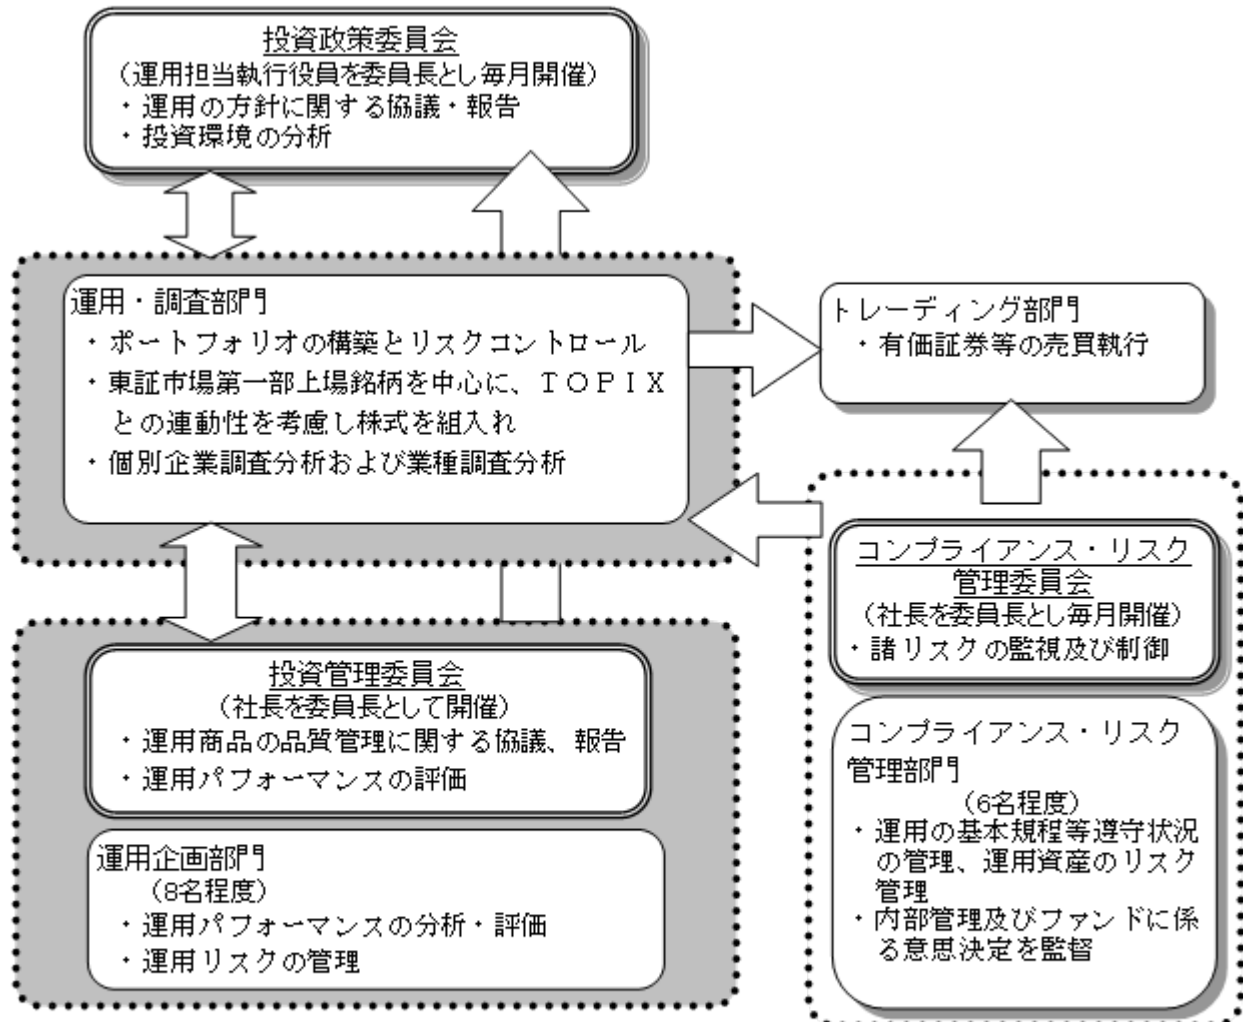 投資政策委員会
（運用担当執行役員を委員長とし毎月開催）
・運用の方針に関する協議・報告
・投資環境の分析
運用・調査部門
・ポートフォリオの構築とリスクコントロール
・東証市場第一部上場銘柄を中心に、ＴＯＰＩＸ
との連動性を考慮し株式を組入れ
・個別企業調査分析および業種調査分析
トレーディング部門
・有価証券等の売買執行
コンプライアンス・リスク
管理委員会
（社長を委員長とし毎月開催）
・諸リスクの監視及び制御
投資管理委員会
（社長を委員長として開催）
・運用商品の品質管理に関する協議、報告
・運用パフォーマンスの評価
コンプライアンス・リスク
管理部門
（6名程度）
・運用の基本規程等遵守状況
の管理、運用資産のリスク
管理
・内部管理及びファンドに係
る意思決定を監督
運用企画部門
（8名程度）
・運用パフォーマンスの分析・評価
・運用リスクの管理